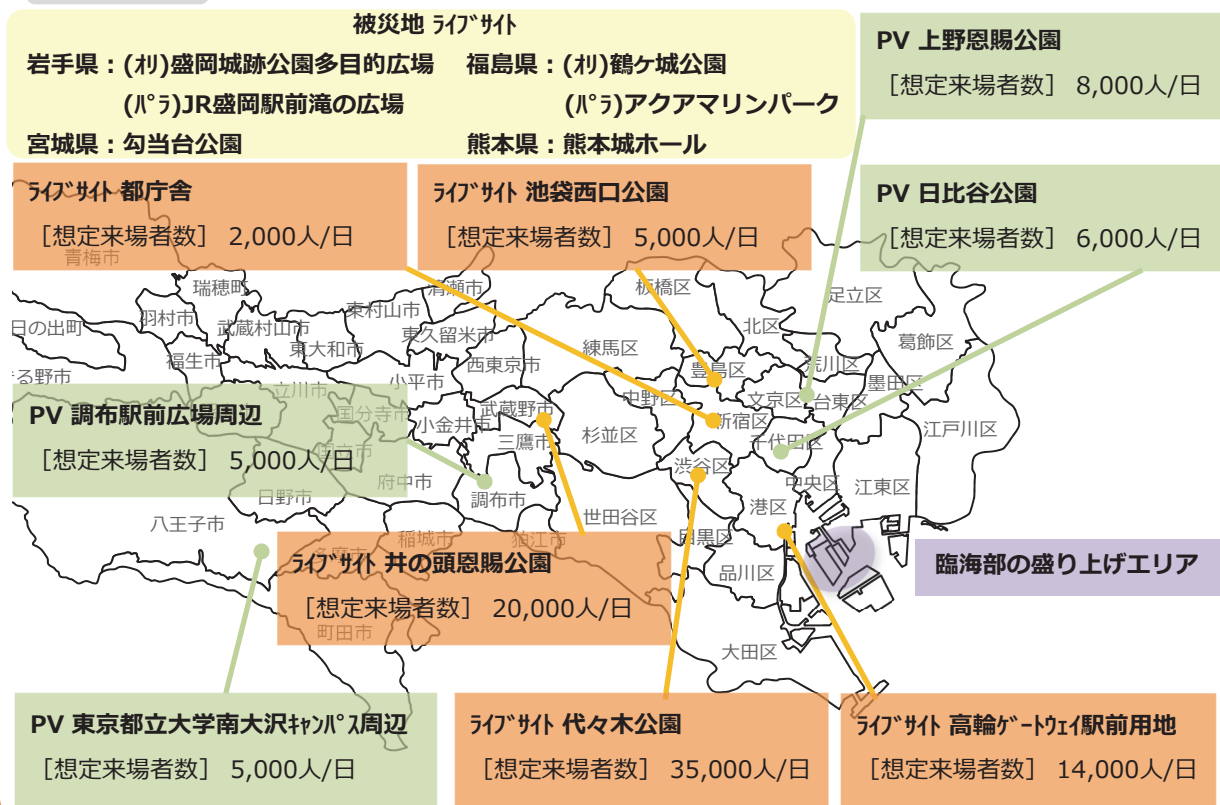 被災地 ﾗｲﾌﾞｻｲﾄ
岩手県：(ｵﾘ)盛岡城跡公園多目的広場 福島県：(ｵﾘ)鶴ケ城公園
(ﾊﾟﾗ)JR盛岡駅前滝の広場 (ﾊﾟﾗ)アクアマリンパーク
宮城県：勾当台公園 熊本県：熊本城ホール
PV 上野恩賜公園
［想定来場者数］ 8,000人/日
ﾗｲﾌﾞｻｲﾄ 都庁舎
［想定来場者数］ 2,000人/日
ﾗｲﾌﾞｻｲﾄ 池袋西口公園
［想定来場者数］ 5,000人/日
PV 日比谷公園
［想定来場者数］ 6,000人/日
青梅市
瑞穂町
清瀬市
板橋区
足立区
羽村市
武蔵村山市
東村山市
東久留米市
北区
葛飾区
日の出町
福生市
東大和市
西東京市
練馬区
豊島区
荒川区
る野市
立川市
小平市
中野区
文京区
台東区
墨田区
PV 調布駅前広場周辺
［想定来場者数］ 5,000人/日
国分寺市
小金井市
武蔵野市
三鷹市
杉並区
新宿区
千代田区
江戸川区
国立市
日野市
府中市
調布市
渋谷区
中央区
江東区
港区
八王子市
稲城市
狛江市
世田谷区
目黒区
多摩市
品川区
臨海部の盛り上げエリア
ﾗｲﾌﾞｻｲﾄ 井の頭恩賜公園
［想定来場者数］ 20,000人/日
町田市
大田区
PV 東京都立大学南大沢ｷｬﾝﾊﾟｽ周辺
［想定来場者数］ 5,000人/日
ﾗｲﾌﾞｻｲﾄ 代々木公園
［想定来場者数］ 35,000人/日
ﾗｲﾌﾞｻｲﾄ 高輪ｹﾞｰﾄｳｪｲ駅前用地
［想定来場者数］ 14,000人/日